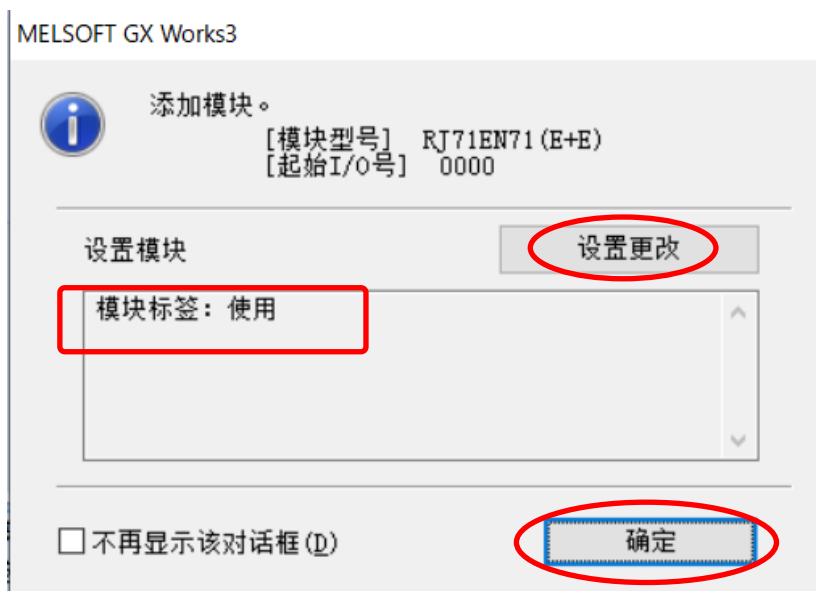 MELSOFT GX Works3
添加模块。
[模块型号] RJ71EN71(E+E)
[起始I/O号] 0000
设置模块
设置更改
模块标签：使用
不再显示该对话框(D)
确定